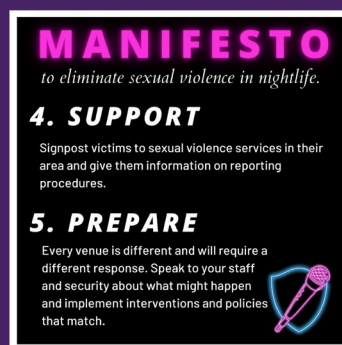 MANIFESTO
to eliminate sexual violence in nightlife.
4. SUPPORT
Signpost victims to sexual violence services in their
area and give them information on reporting
procedures.
5. PREPARE
Every venue is different and will require a
different response. Speak to your staff
and security about what might happen
and implement interventions and policies
that match.